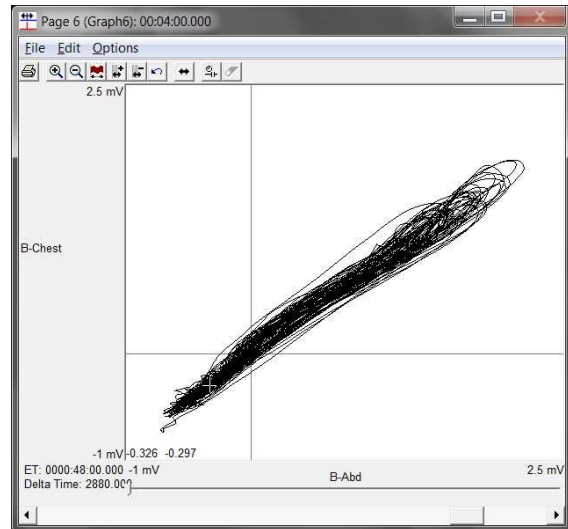 Page 6 (Graph6): 00:04:00.000
File Edit Options
2.5 mV
B-Chest
-1 mV -0.326 -0.297
ET: 0000:48:00.000 -1 mV B-Abd 2.5 mV
Delta Time: 2880.00